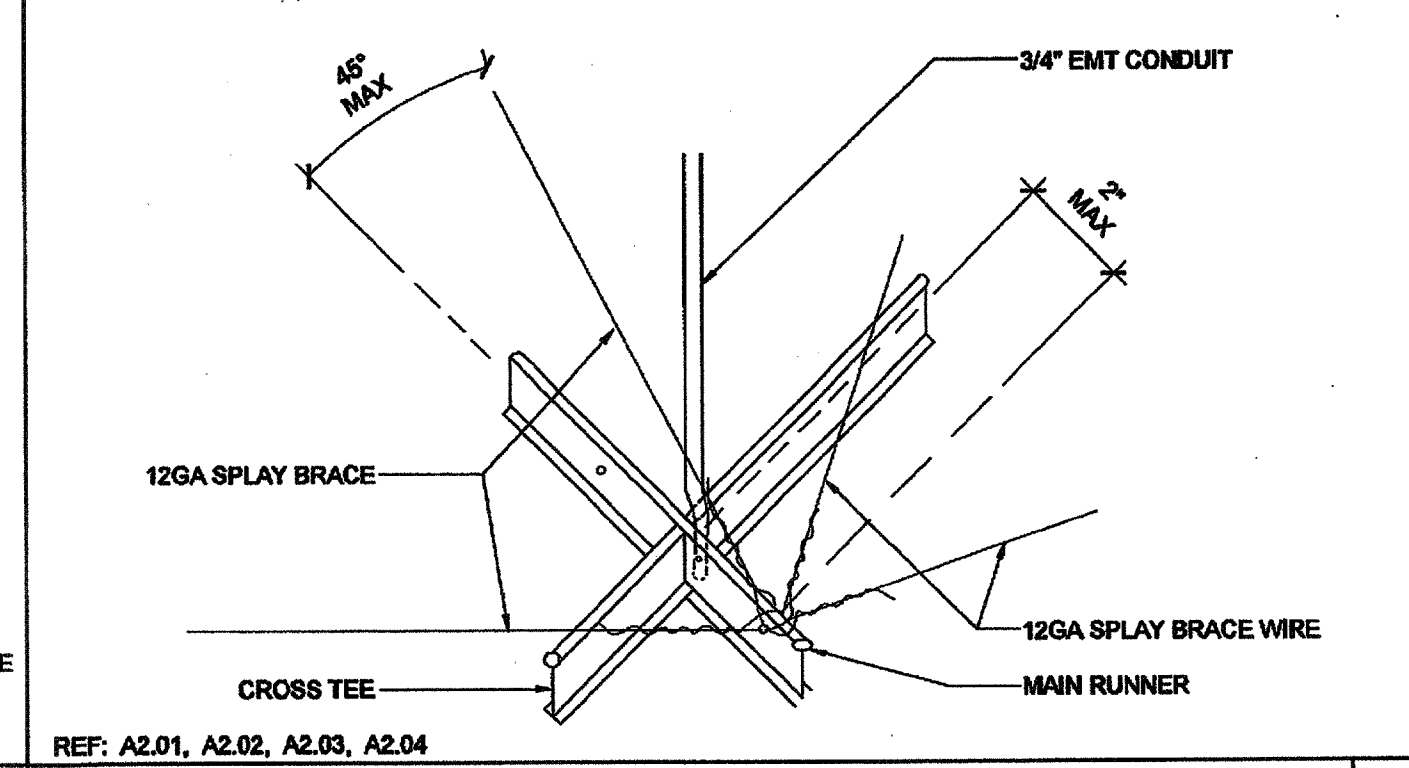 45°
MAX
3/4" EMT CONDUIT
2"
MAX
12GA SPLAY BRACE
12GA SPLAY BRACE WIRE
E
CROSS TEE
MAIN RUNNER
REF: A2.01, A2.02, A2.03, A2.04